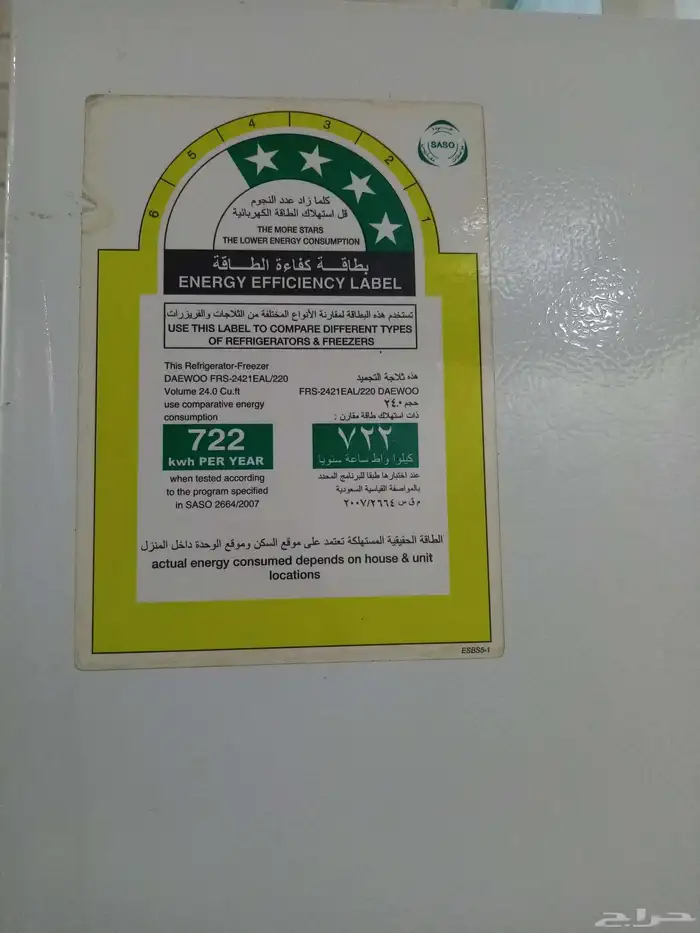 6 5 4 3 2 1
SASO
كلما زاد عدد النجوم
قل استهلاك الطاقة الكهربائية
THE MORE STARS
THE LOWER ENERGY CONSUMPTION
بطاقة كفاءة الطاقة
ENERGY EFFICIENCY LABEL
تستخدم هذه البطاقة لمقارنة الأنواع المختلفة من الثلاجات والفريزرات
USE THIS LABEL TO COMPARE DIFFERENT TYPES
OF REFRIGERATORS & FREEZERS
This Refrigerator-Freezer
DAEWOO FRS-2421EAL/220
Volume 24.0 Cu.ft
use comparative energy
consumption
722
kwh PER YEAR
when tested according
to the program specified
in SASO 2664/2007
هذه ثلاجة التجميد
FRS-2421EAL/220 DAEWOO
حجم ٢٤.٠
ذات استهلاك طاقة مقارن :
٧٢٢
كيلوا واط ساعة سنويا
عند اختبارها طبقا للبرنامج المحدد
بالمواصفة القياسية السعودية
م ق س ٢٠٠٧/٢٦٦٤
الطاقة الحقيقية المستهلكة تعتمد على موقع السكن وموقع الوحدة داخل المنزل
actual energy consumed depends on house & unit
locations
ESBS5-1
حراج